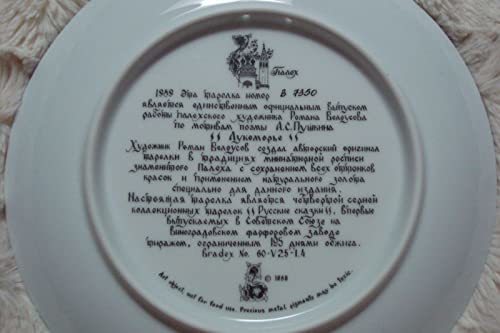 Палех
1989 Эта тарелка номер В 7350
является единственным официальным выпуском
работы палехского художника Романа Белоусова
по мотивам поэмы А.С.Пушкина
"Лукоморье"
Художник Роман Белоусов создал авторский оригинал
тарелки в традициях миниатюрной росписи
знаменитого Палеха с сохранением всех оттенков
красок и применением натурального золота
специально для данного издания.
Настоящая тарелка является четвертой серией
коллекционных тарелок "Русские сказки". Впервые
выпускаемых в Советском Союзе на
виноградовском фарфоровом заводе
тиражом, ограниченным 195 днями обжига.
Bradex No. 60-V25-1.4
© 1989
Art object, not for food use. Precious metal pigments may be toxic.